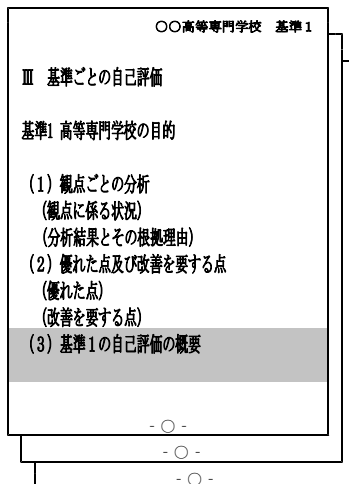 〇〇高等専門学校　基準１
Ⅲ　基準ごとの自己評価
基準1 高等専門学校の目的
（１）観点ごとの分析
（観点に係る状況）
（分析結果とその根拠理由）
（２）優れた点及び改善を要する点
（優れた点）
（改善を要する点）
（３）基準１の自己評価の概要
- 〇 -
- 〇 -
- 〇 -